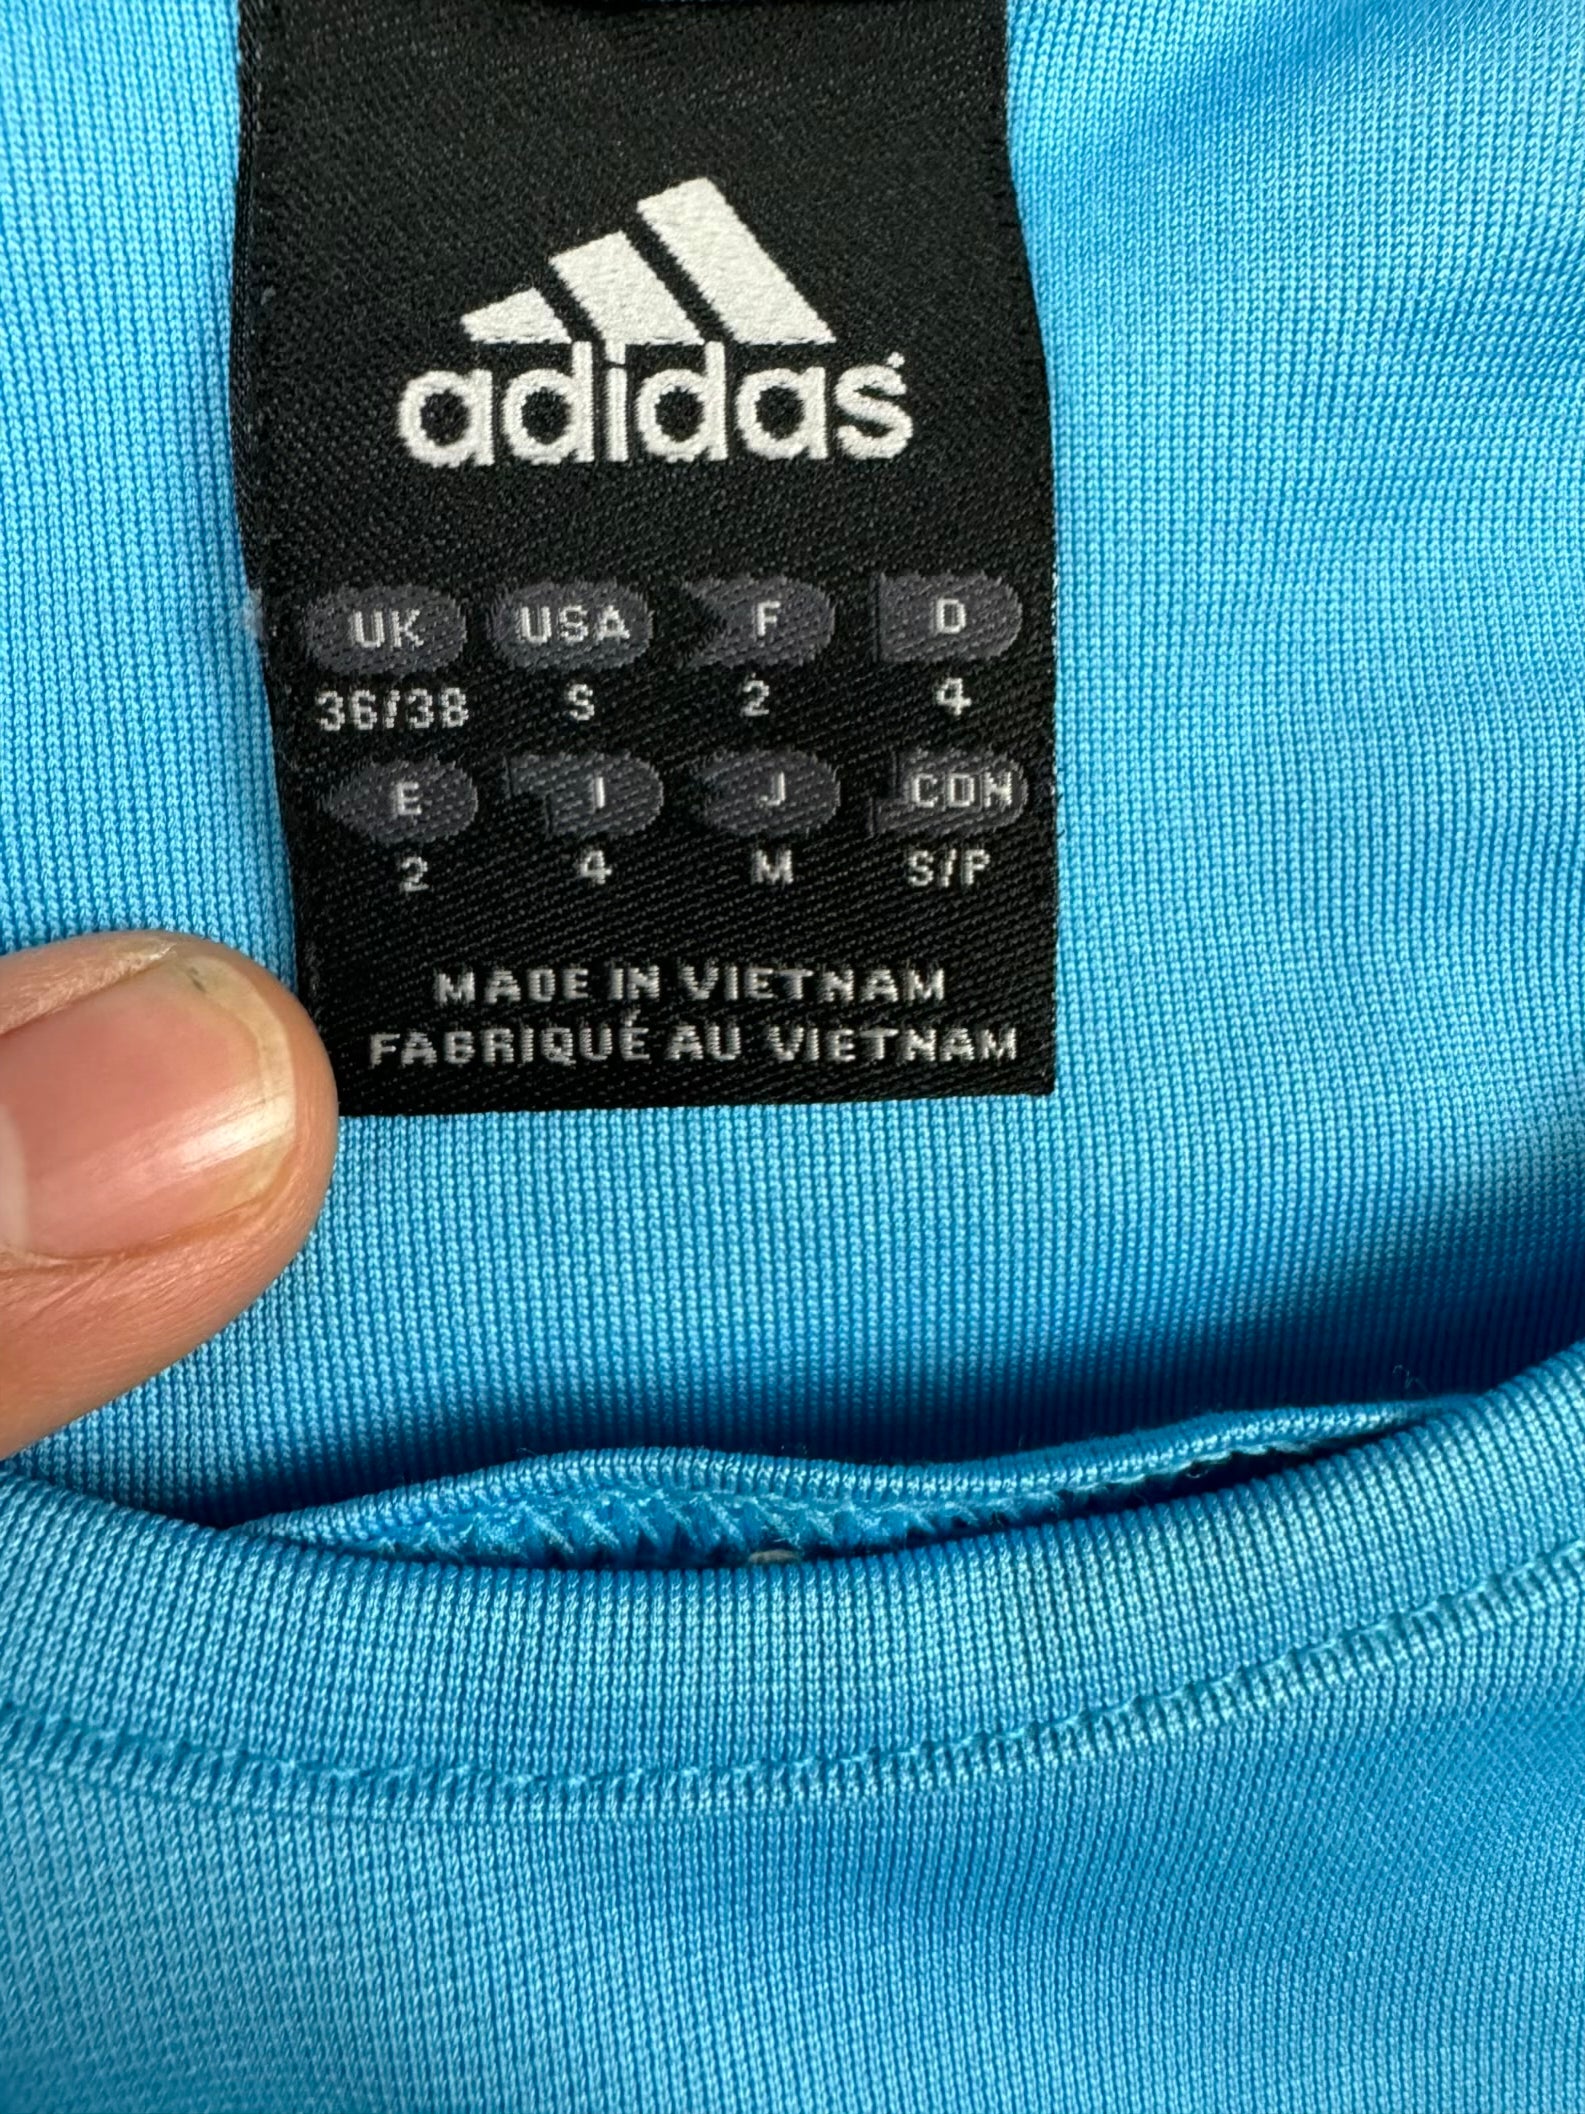 adidas
UK USA F D
36/38 S 2 4
E I J CDN
2 4 M S/P
MADE IN VIETNAM
FABRIQUÉ AU VIETNAM